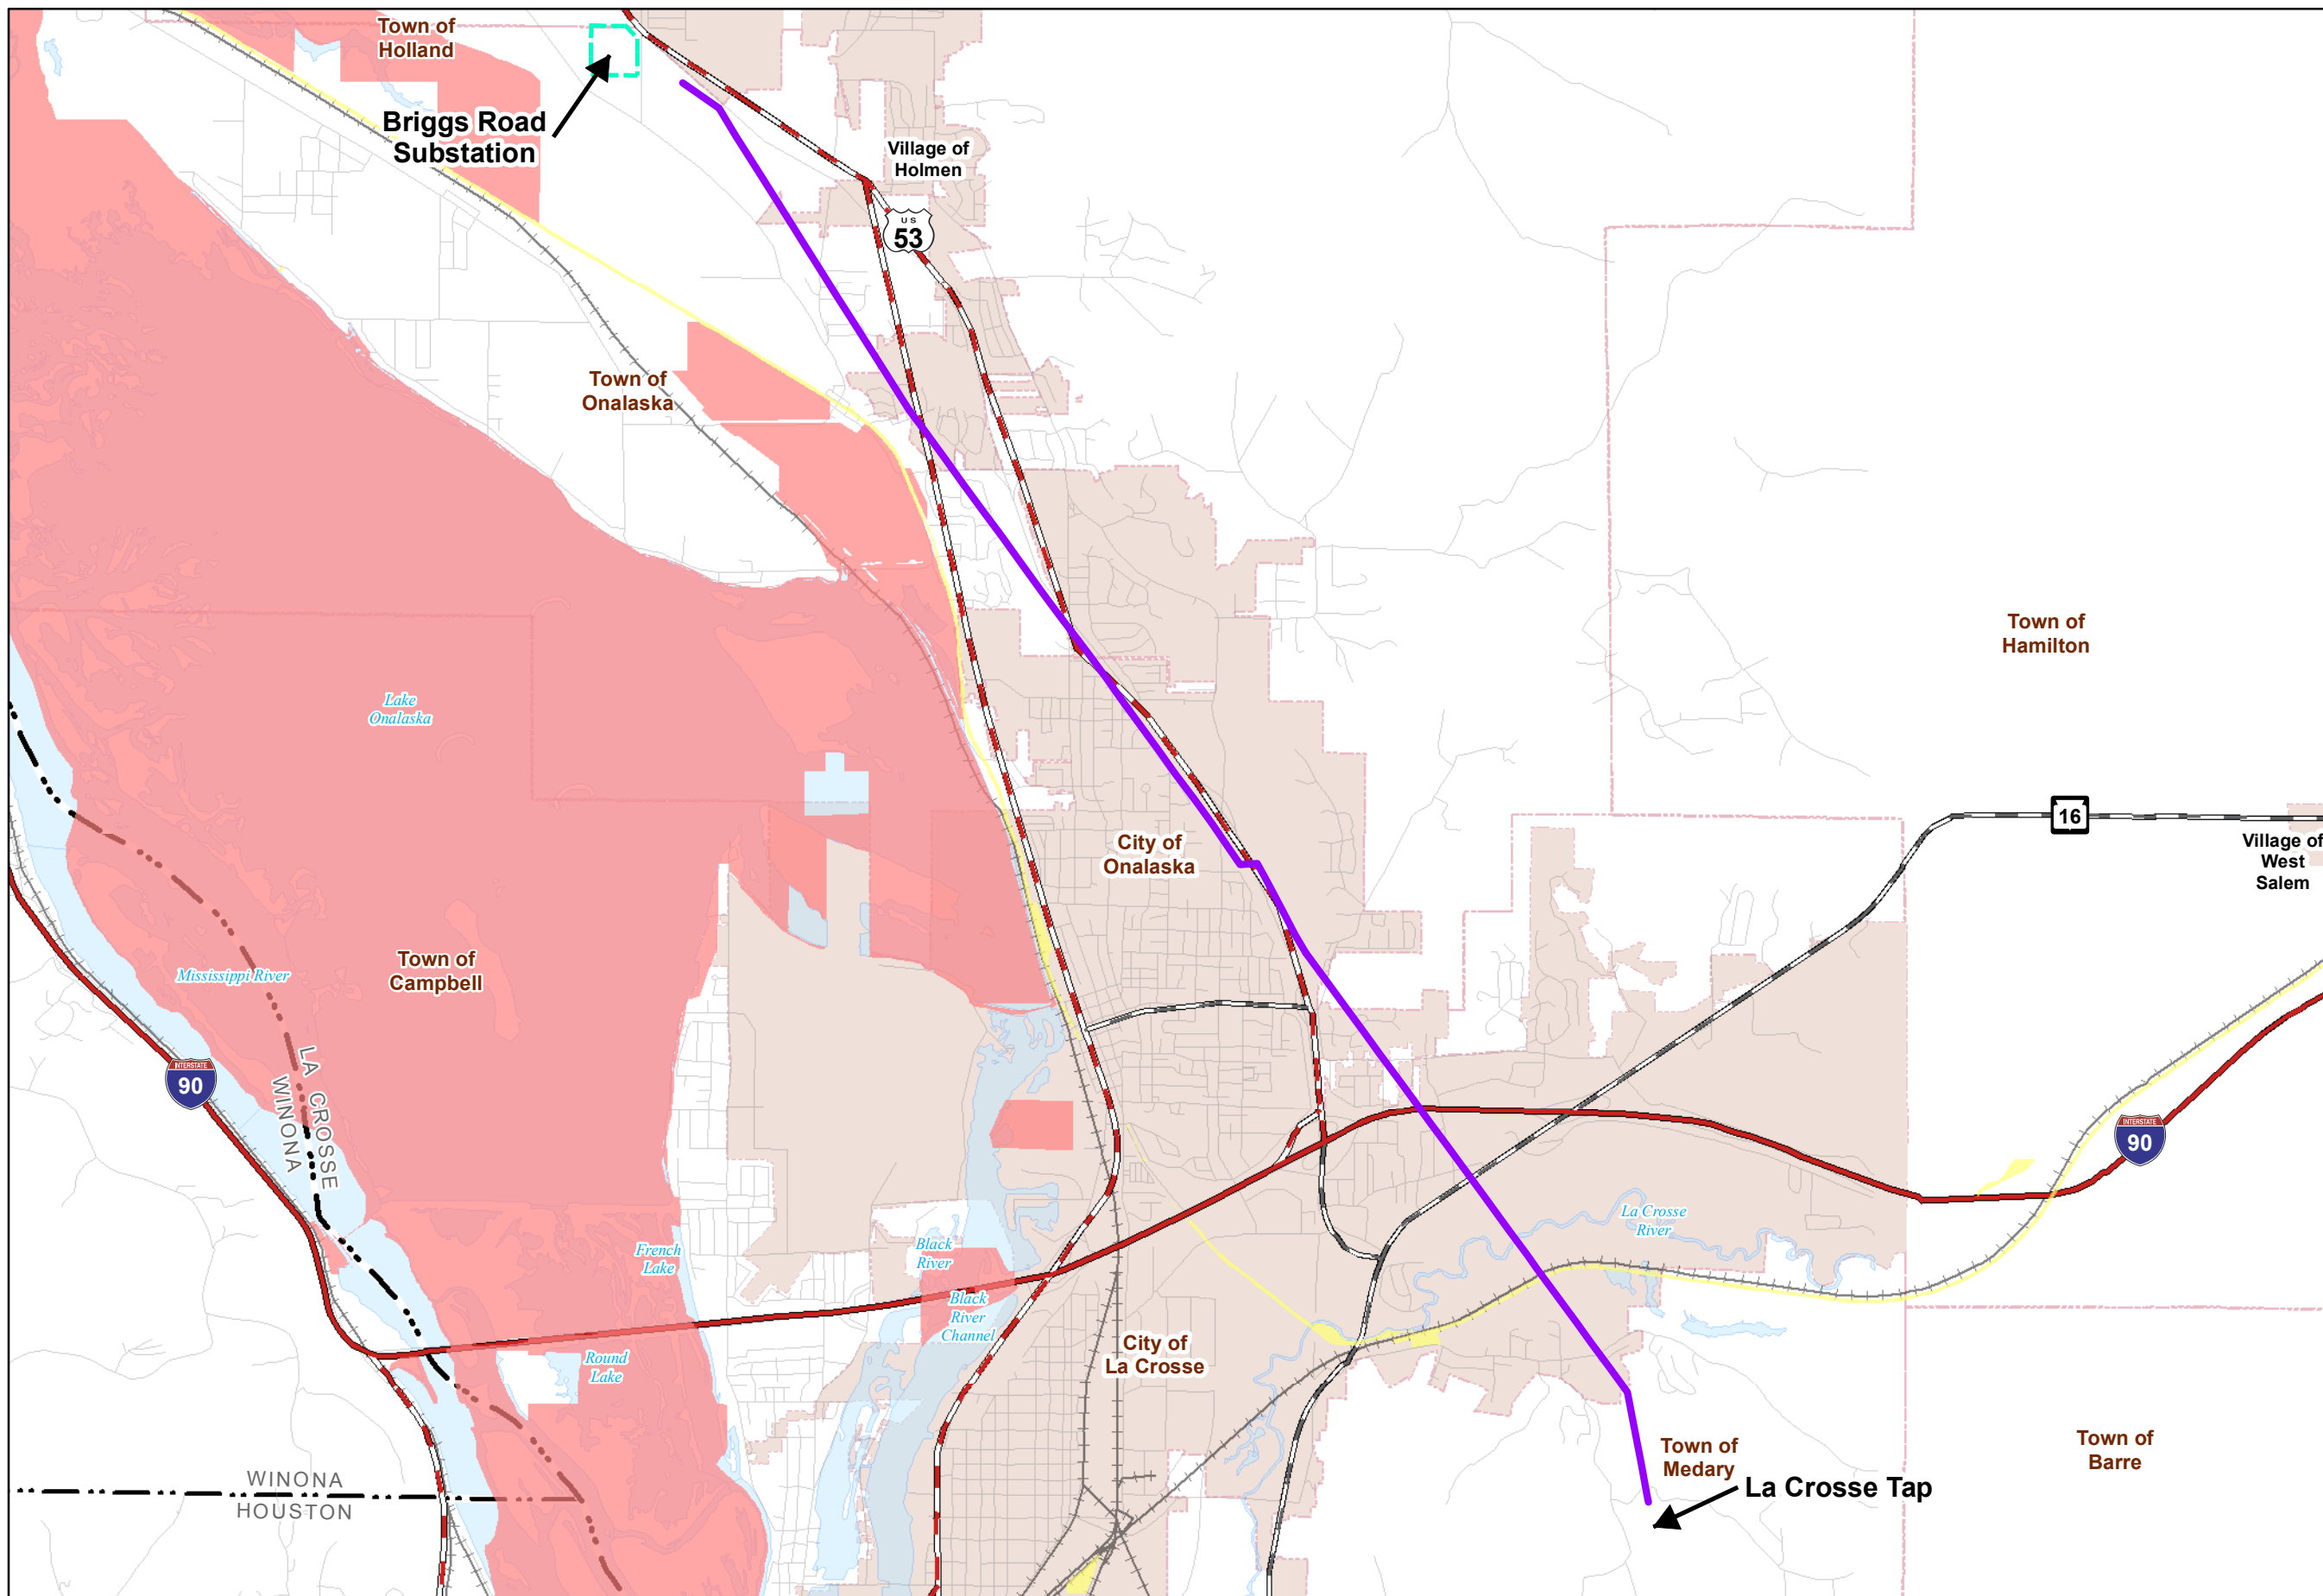 Town of
Holland
Briggs Road
Substation
Village of
Holmen
US
53
Town of
Onalaska
Town of
Hamilton
Lake
Onalaska
16
Village of
West
Salem
City of
Onalaska
Town of
Campbell
Mississippi River
INTERSTATE
90
LA CROSSE
WINONA
INTERSTATE
90
La Crosse
River
French
Lake
Black
River
Black
River
Channel
Round
Lake
City of
La Crosse
Town of
Medary
Town of
Barre
La Crosse Tap
WINONA
HOUSTON